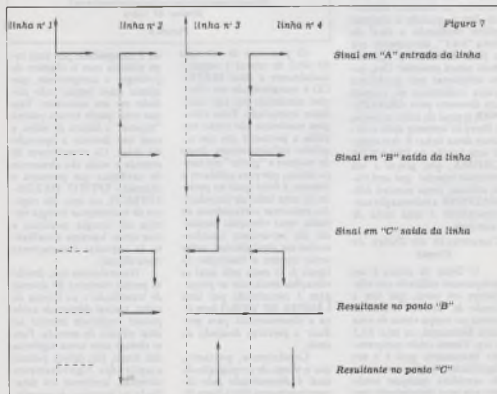 linha nº 1 linha nº 2 linha nº 3 linha nº 4 Figura 7
Sinal em "A" entrada da linha
Sinal em "B" saída da linha
Sinal em "C" saída da linha
Resultante no ponto "B"
Resultante no ponto "C"